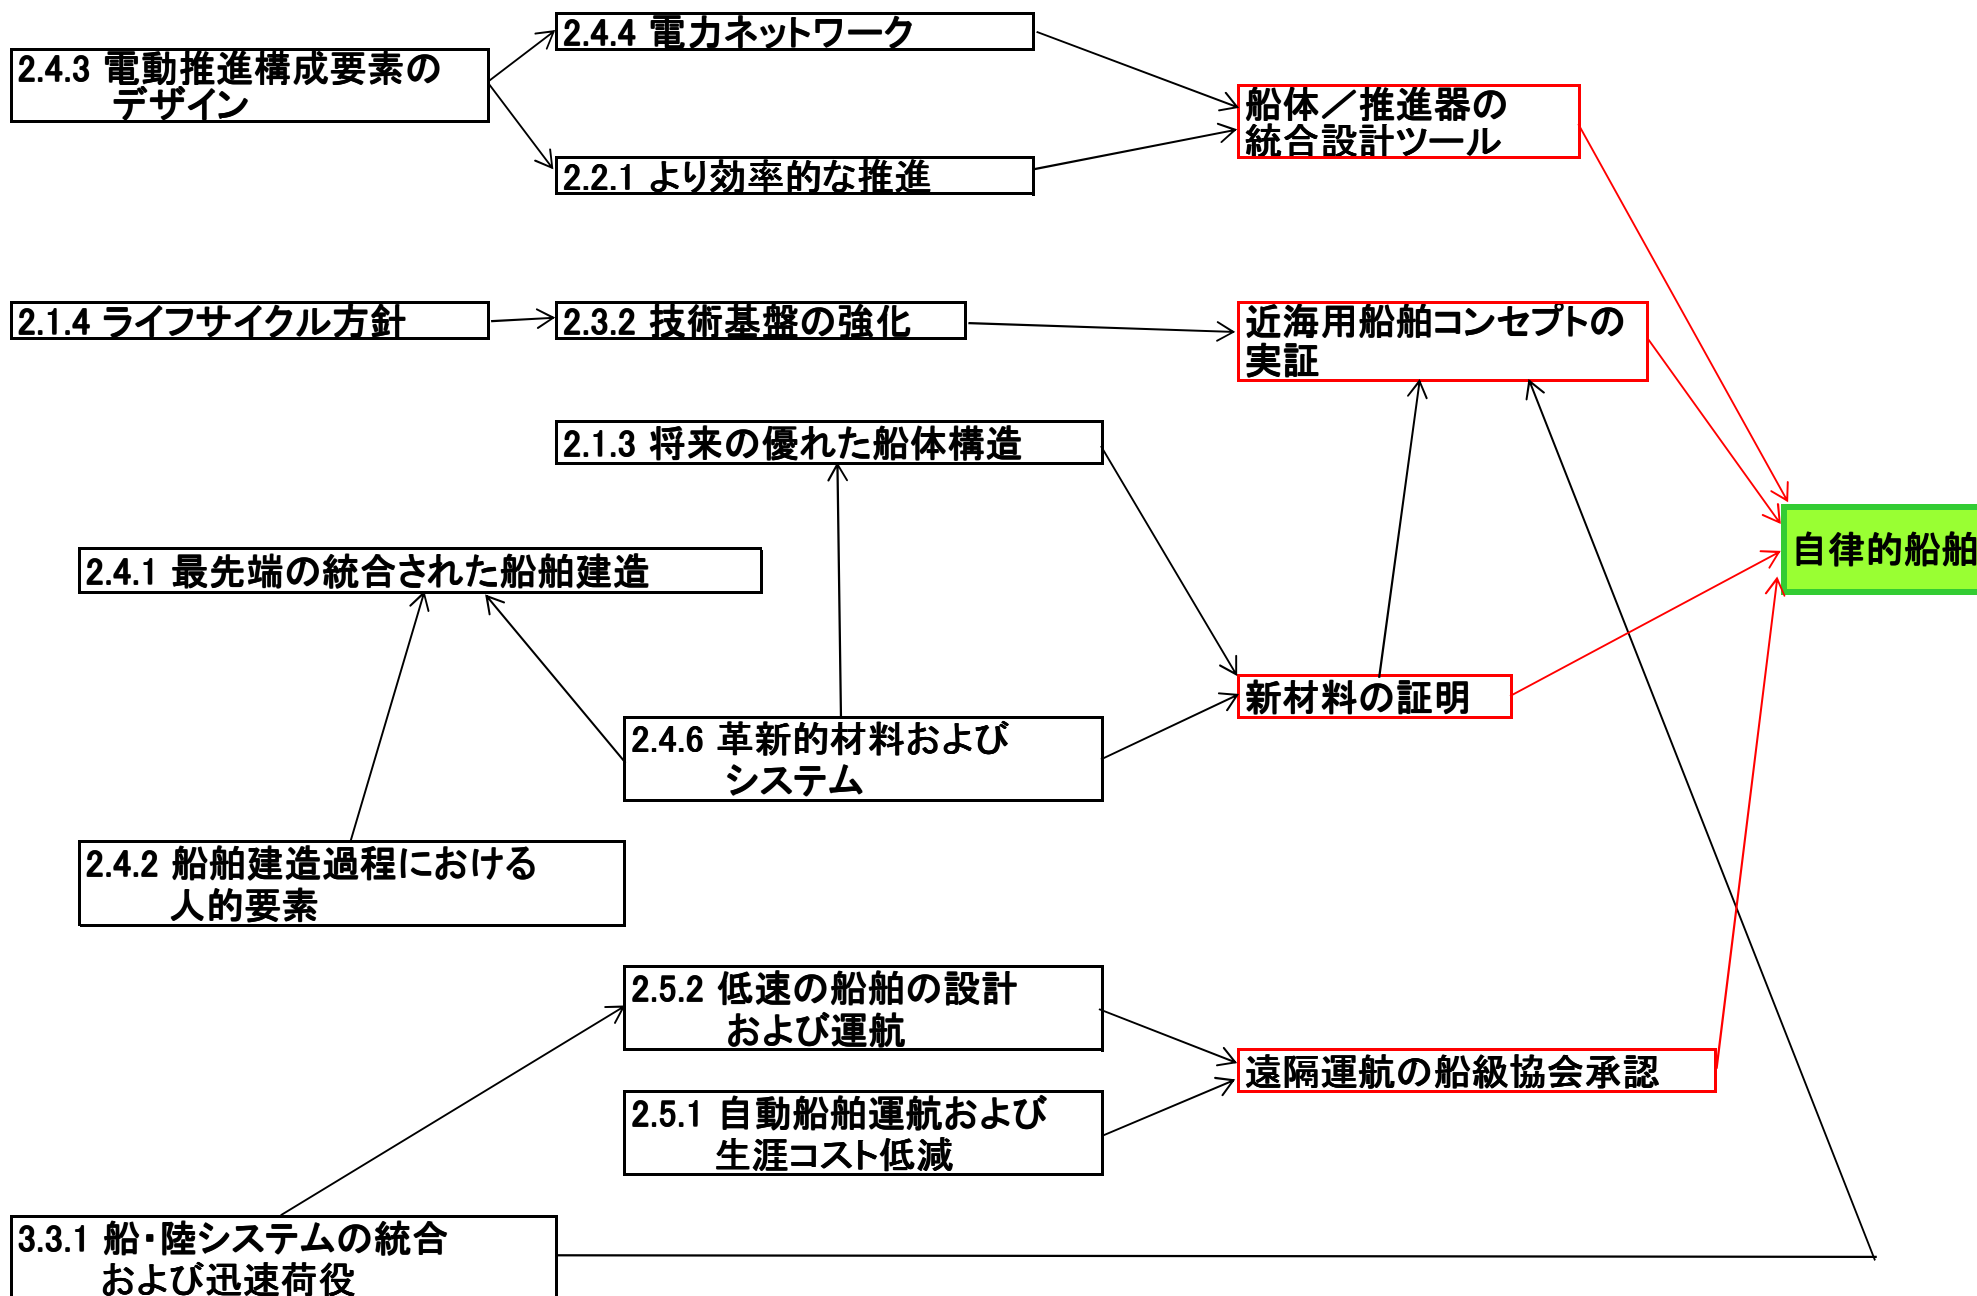 2.4.4 電力ネットワーク
2.4.3 電動推進構成要素の
デザイン
船体／推進器の
統合設計ツール
2.2.1 より効率的な推進
2.1.4 ライフサイクル方針
2.3.2 技術基盤の強化
近海用船舶コンセプトの
実証
2.1.3 将来の優れた船体構造
自律的船舶
2.4.1 最先端の統合された船舶建造
新材料の証明
2.4.6 革新的材料および
システム
2.4.2 船舶建造過程における
人的要素
2.5.2 低速の船舶の設計
および運航
遠隔運航の船級協会承認
2.5.1 自動船舶運航および
生涯コスト低減
3.3.1 船・陸システムの統合
および迅速荷役